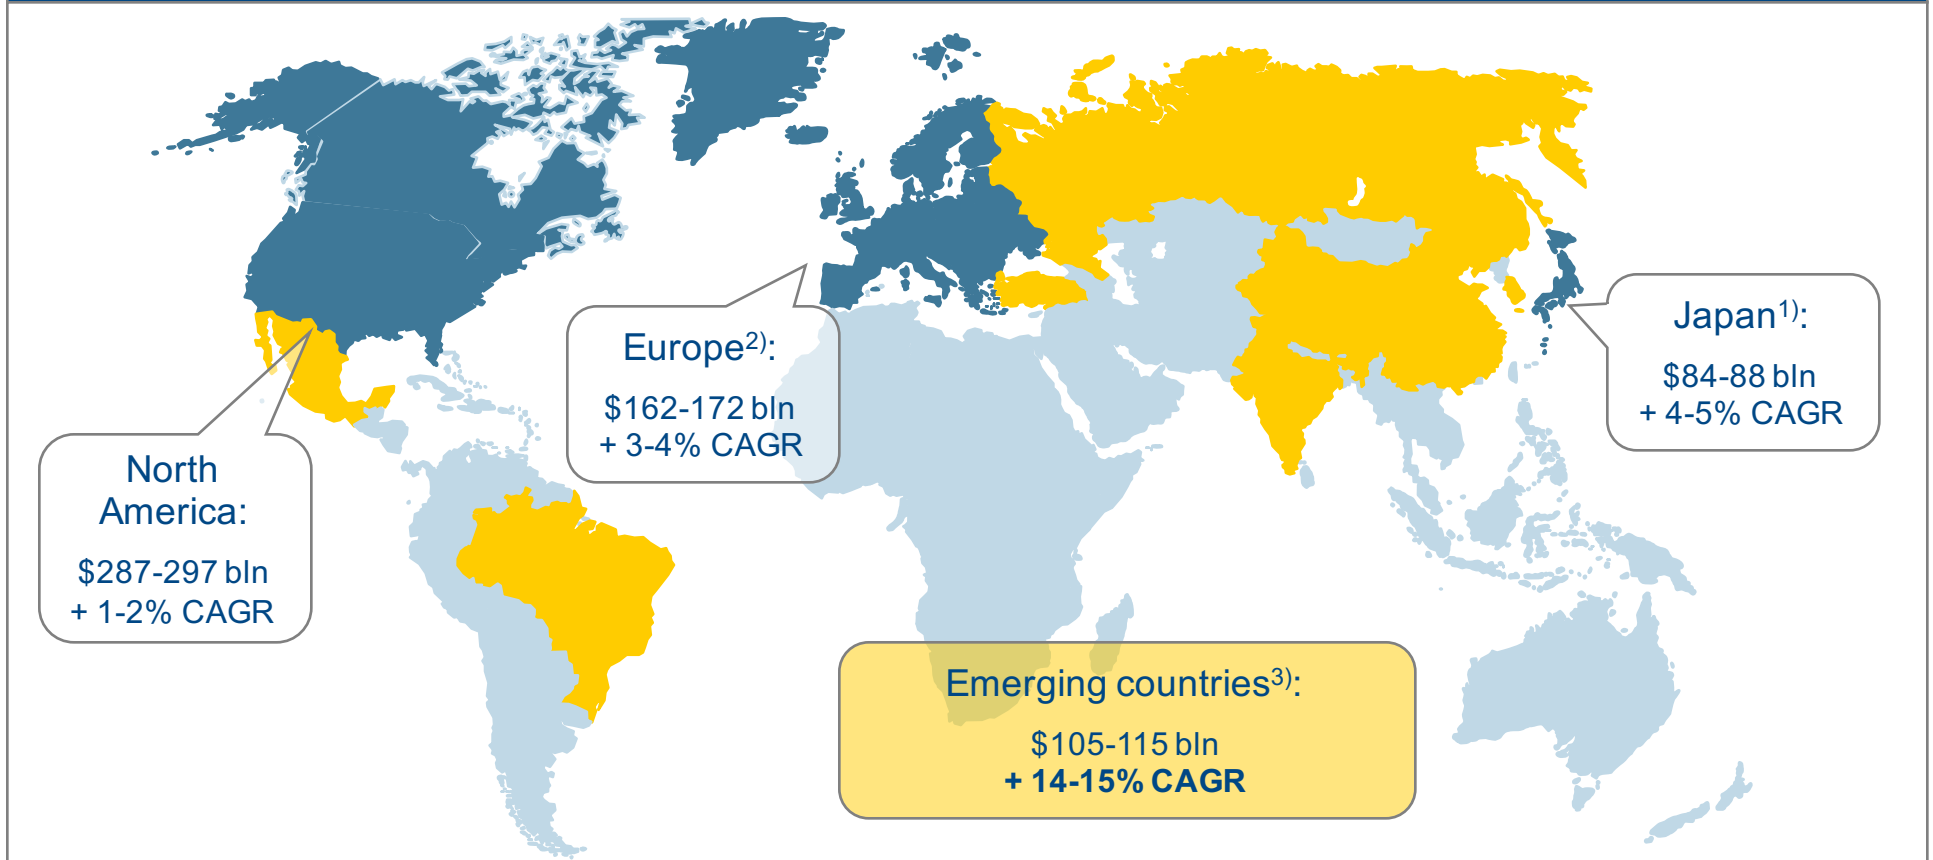 Europe2):
$162-172 bln
+ 3-4% CAGR
Japan1):
$84-88 bln
+ 4-5% CAGR
North
America:
$287-297 bln
+ 1-2% CAGR
Emerging countries3):
$105-115 bln
+ 14-15% CAGR